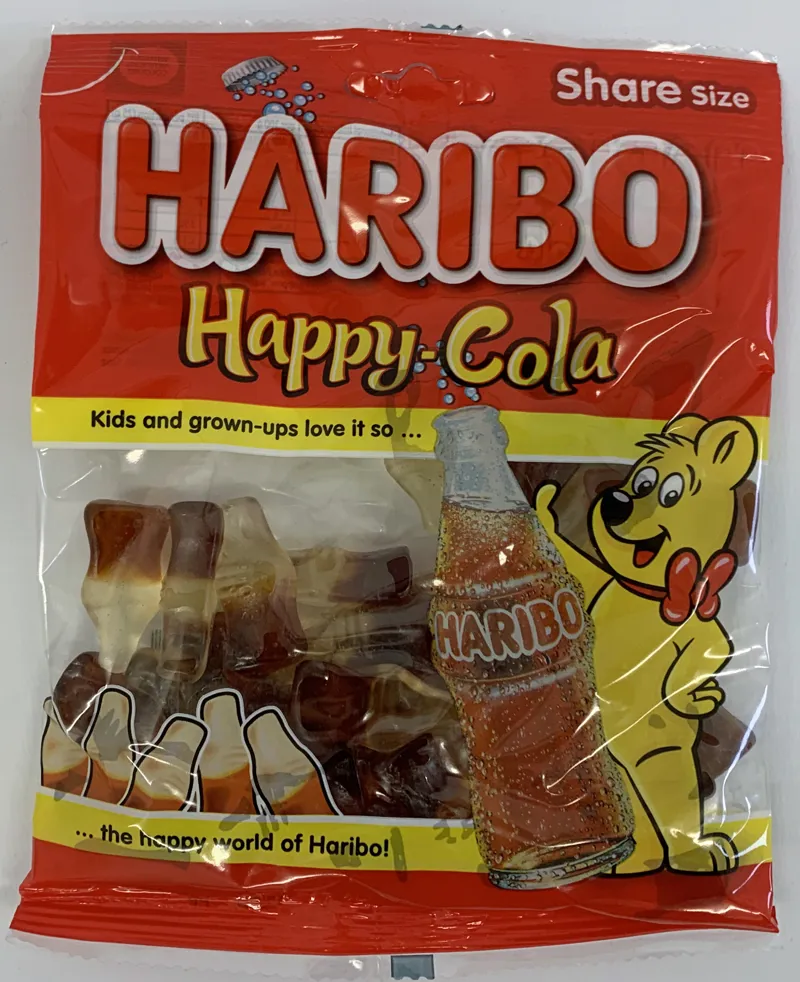 Share Size
HARIBO
Happy-Cola
Kids and grown-ups love it so ...
HARIBO
... the happy world of Haribo!